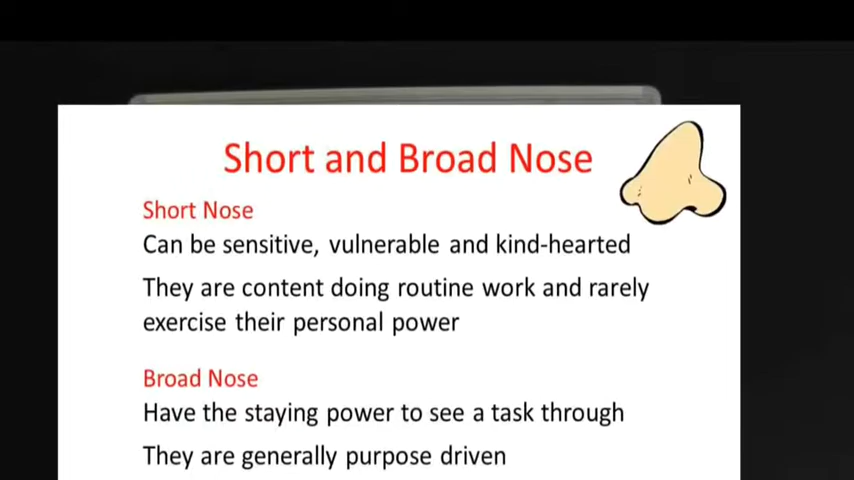 Short and Broad Nose
Short Nose
Can be sensitive, vulnerable and kind-hearted
They are content doing routine work and rarely
exercise their personal power
Broad Nose
Have the staying power to see a task through
They are generally purpose driven